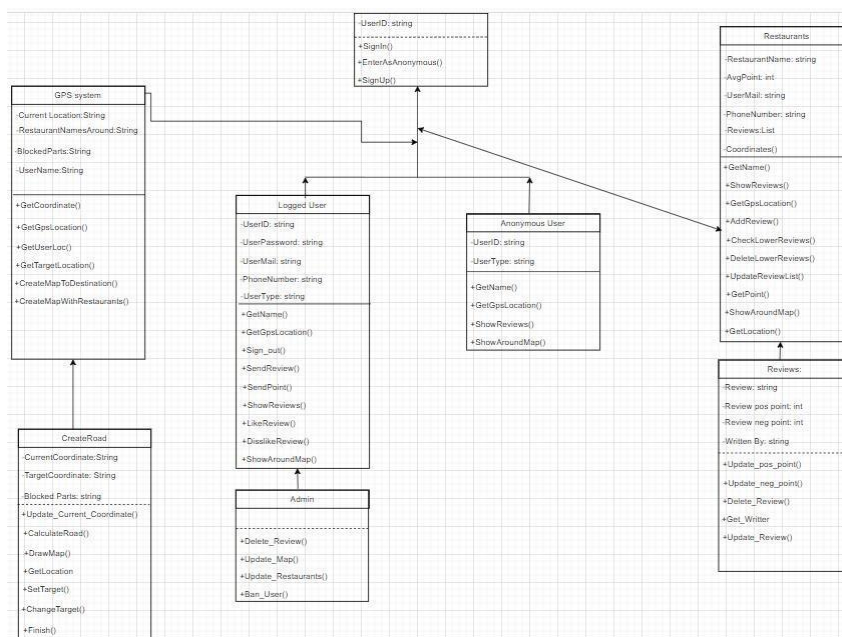 -UserID: string
+SignIn()
+EnterAsAnonymous()
+SignUp()
GPS system
-Current Location:String
-RestaurantNamesAround:String
-BlockedParts:String
-UserName:String
+GetCoordinate()
+GetGpsLocation()
+GetUserLoc()
+GetTargetLocation()
+CreateMapToDestination()
+CreateMapWithRestaurants()
CreateRoad
-CurrentCoordinate:String
-TargetCoordinate: String
-Blocked Parts: string
+Update_Current_Coordinate()
+CalculateRoad()
+DrawMap()
+GetLocation
+SetTarget()
+ChangeTarget()
+Finish()
Logged User
-UserID: string
-UserPassword: string
-UserMail: string
-PhoneNumber: string
-UserType: string
+GetName()
+GetGpsLocation()
+Sign_out()
+SendReview()
+SendPoint()
+ShowReviews()
+LikeReview()
+DisslikeReview()
+ShowAroundMap()
Admin
+Delete_Review()
+Update_Map()
+Update_Restaurants()
+Ban_User()
Anonymous User
-UserID: string
-UserType: string
+GetName()
+GetGpsLocation()
+ShowReviews()
+ShowAroundMap()
Restaurants
-RestaurantName: string
-AvgPoint: int
-UserMail: string
-PhoneNumber: string
-Reviews:List
-Coordinates()
+GetName()
+ShowReviews()
+GetGpsLocation()
+AddReview()
+CheckLowerReviews()
+DeleteLowerReviews()
+UpdateReviewList()
+GetPoint()
+ShowAroundMap()
+GetLocation()
Reviews:
-Review: string
-Review pos point: int
-Review neg point: int
-Written By: string
+Update_pos_point()
+Update_neg_point()
+Delete_Review()
+Get_Writter
+Update_Review()